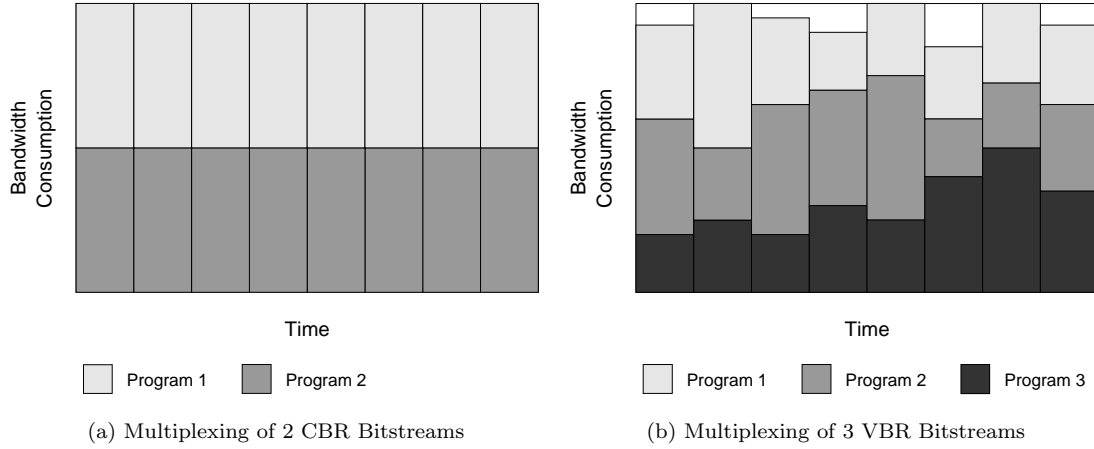 Bandwidth
Consumption
Time
Program 1
Program 2
(a) Multiplexing of 2 CBR Bitstreams
Bandwidth
Consumption
Time
Program 1
Program 2
Program 3
(b) Multiplexing of 3 VBR Bitstreams